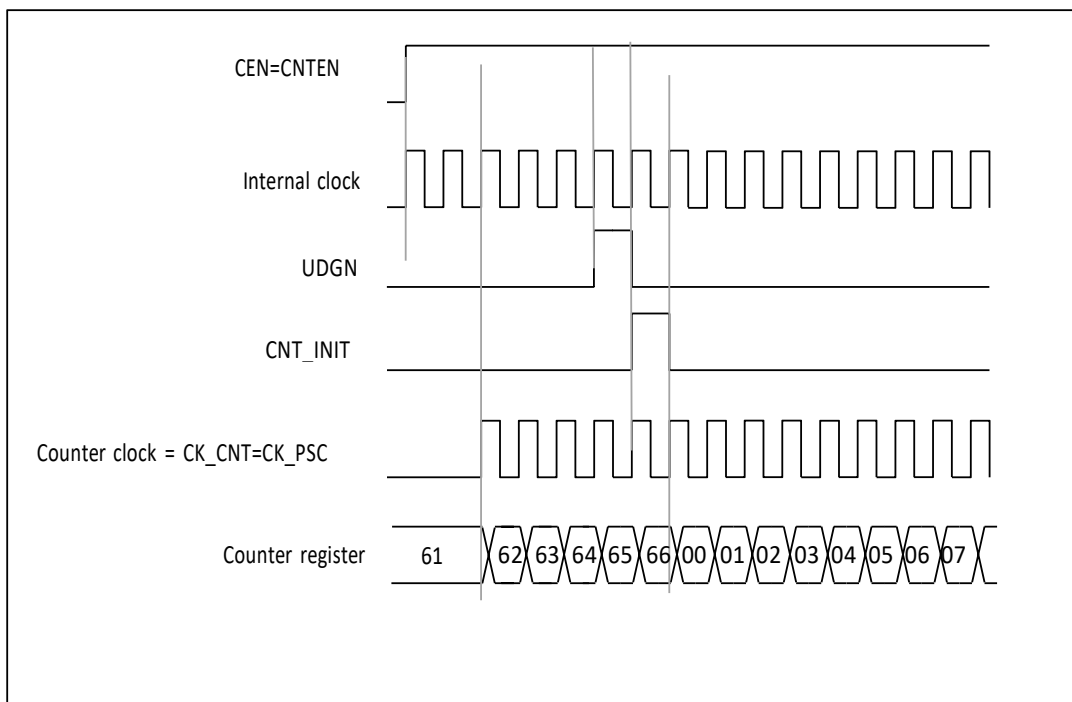 CEN=CNTEN
Internal clock
UDGN
CNT_INIT
Counter clock = CK_CNT=CK_PSC
Counter register 61 62 63 64 65 66 00 01 02 03 04 05 06 07